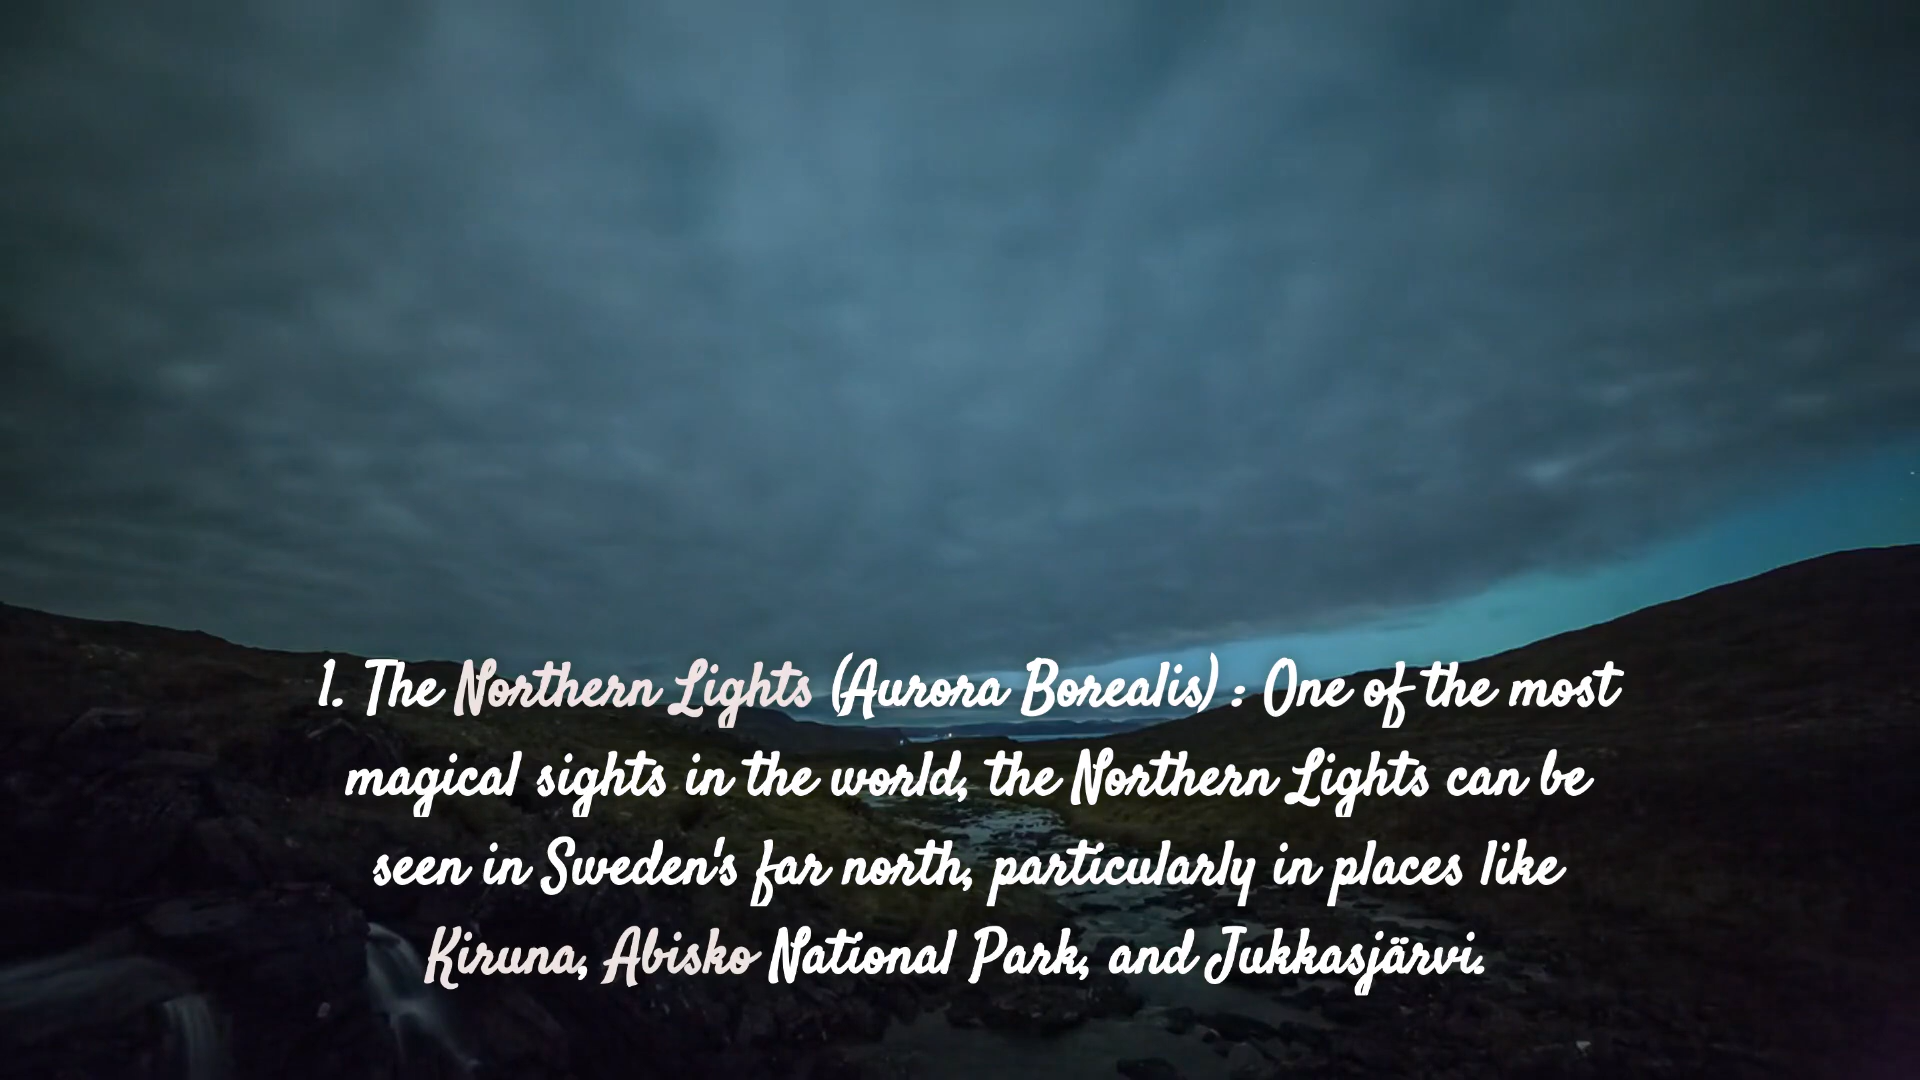 1. The Northern Lights (Aurora Borealis) : One of the most
magical sights in the world, the Northern Lights can be
seen in Sweden's far north, particularly in places like
Kiruna, Abisko National Park, and Jukkasjärvi.